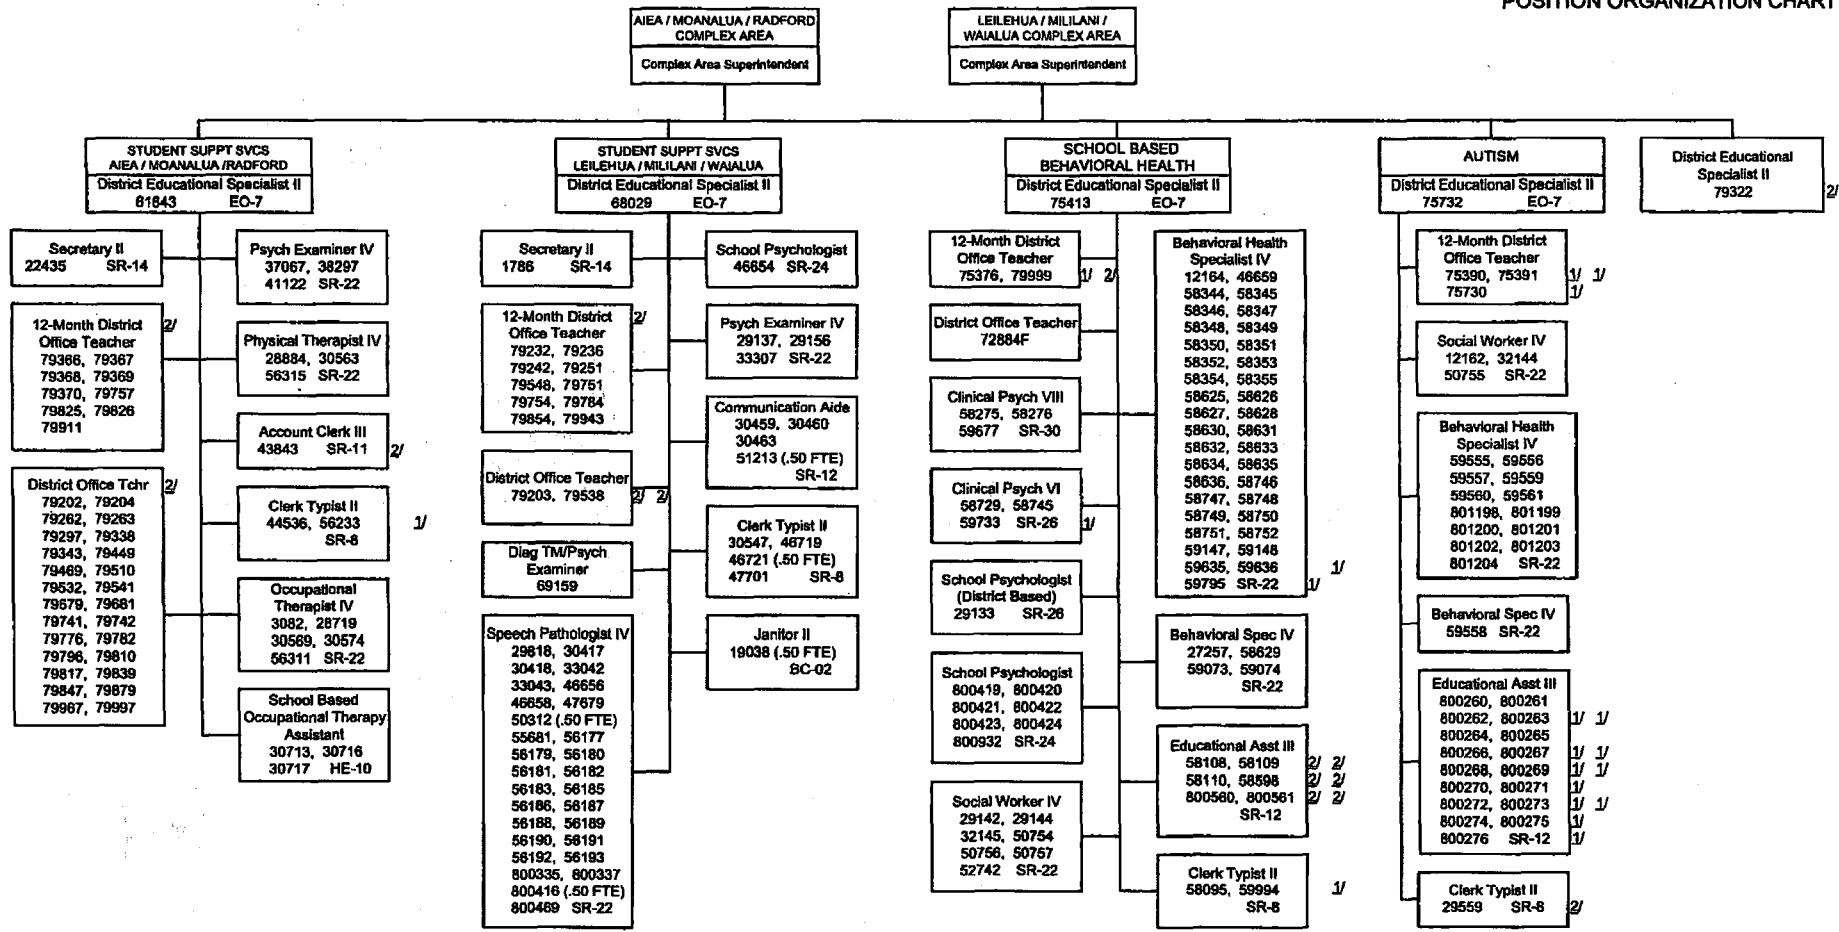 POSITION ORGANIZATION CHART
AIEA / MOANALUA / RADFORD
COMPLEX AREA
Complex Area Superintendent
LEILEHUA / MILILANI /
WAIALUA COMPLEX AREA
Complex Area Superintendent
STUDENT SUPPT SVCS
AIEA / MOANALUA /RADFORD
District Educational Specialist II
61643 EO-7
Secretary II
22435 SR-14
12-Month District 2/
Office Teacher
79366, 79367
79368, 79369
79370, 79757
79825, 79826
79911
District Office Tchr 2/
79202, 79204
79262, 79263
79297, 79338
79343, 79449
79469, 79510
79532, 79541
79679, 79681
79741, 79742
79776, 79782
79796, 79810
79817, 79839
79847, 79879
79967, 79997
Psych Examiner IV
37067, 38297
41122 SR-22
Physical Therapist IV
28884, 30563
56315 SR-22
Account Clerk III
43843 SR-11 2/
Clerk Typist II
44536, 56233 1/
SR-8
Occupational
Therapist IV
3082, 28719
30569, 30574
56311 SR-22
School Based
Occupational Therapy
Assistant
30713, 30716
30717 HE-10
STUDENT SUPPT SVCS
LEILEHUA / MILILANI / WAIALUA
District Educational Specialist II
68029 EO-7
Secretary II
1786 SR-14
12-Month District 2/
Office Teacher
79232, 79236
79242, 79251
79548, 79751
79754, 79784
79854, 79943
District Office Teacher
79203, 79538 2/ 2/
Diag TM/Psych
Examiner
69159
Speech Pathologist IV
29818, 30417
30418, 33042
33043, 46656
46658, 47679
50312 (.50 FTE)
55681, 56177
56179, 56180
56181, 56182
56183, 56185
56186, 56187
56188, 56189
56190, 56191
56192, 56193
800335, 800337
800416 (.50 FTE)
800469 SR-22
School Psychologist
46654 SR-24
Psych Examiner IV
29137, 29156
33307 SR-22
Communication Aide
30459, 30460
30463
51213 (.50 FTE)
SR-12
Clerk Typist II
30547, 46719
46721 (.50 FTE)
47701 SR-8
Janitor II
19038 (.50 FTE)
BC-02
SCHOOL BASED
BEHAVIORAL HEALTH
District Educational Specialist II
75413 EO-7
12-Month District
Office Teacher
75376, 79999 1/ 2/
District Office Teacher
72884F
Clinical Psych VIII
58275, 58276
59677 SR-30
Clinical Psych VI
58729, 58745
59733 SR-26 1/
School Psychologist
(District Based)
29133 SR-26
School Psychologist
800419, 800420
800421, 800422
800423, 800424
800932 SR-24
Social Worker IV
29142, 29144
32145, 50754
50756, 50757
52742 SR-22
Behavioral Health
Specialist IV
12164, 46659
58344, 58345
58346, 58347
58348, 58349
58350, 58351
58352, 58353
58354, 58355
58625, 58626
58627, 58628
58630, 58631
58632, 58633
58634, 58635
58636, 58746
58747, 58748
58749, 58750
58751, 58752
59147, 59148
59635, 59636 1/
59795 SR-22 1/
Behavioral Spec IV
27257, 58629
59073, 59074
SR-22
Educational Asst III
58108, 58109 2/ 2/
58110, 58598 2/ 2/
800560, 800561 2/ 2/
SR-12
Clerk Typist II
58095, 59994 1/
SR-8
AUTISM
District Educational Specialist II
75732 EO-7
12-Month District
Office Teacher
75390, 75391 1/ 1/
75730 1/
Social Worker IV
12162, 32144
50755 SR-22
Behavioral Health
Specialist IV
59555, 59556
59557, 59559
59560, 59561
801198, 801199
801200, 801201
801202, 801203
801204 SR-22
Behavioral Spec IV
59558 SR-22
Educational Asst III
800260, 800261
800262, 800263 1/ 1/
800264, 800265
800266, 800267 1/ 1/
800268, 800269 1/ 1/
800270, 800271 1/
800272, 800273 1/ 1/
800274, 800275 1/
800276 SR-12 1/
Clerk Typist II
29559 SR-8 2/
District Educational
Specialist II
79322 2/